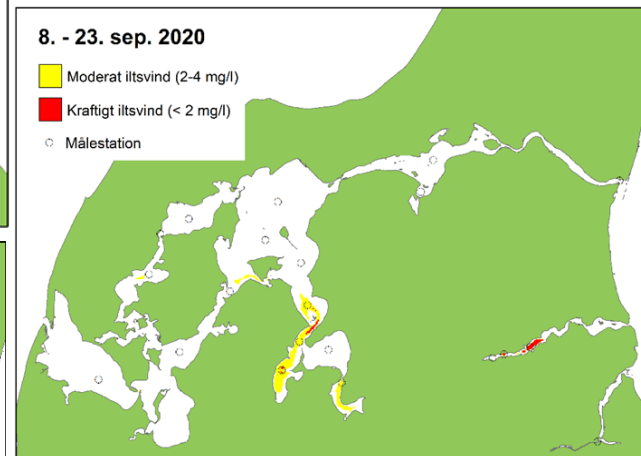 8. - 23. sep. 2020
Moderat iltsvind (2-4 mg/l)
Kraftigt iltsvind (< 2 mg/l)
Målestation